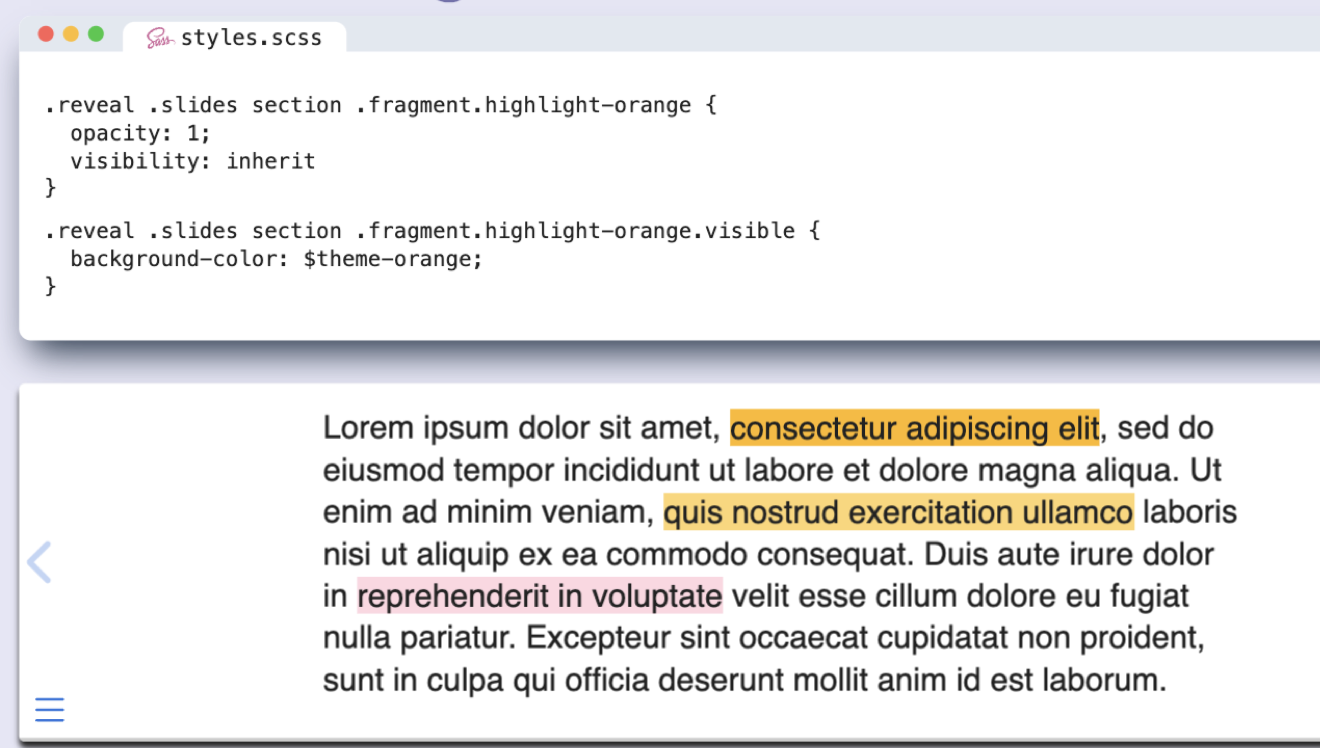 Sass styles.scss
.reveal .slides section .fragment.highlight-orange {
  opacity: 1;
  visibility: inherit
}
.reveal .slides section .fragment.highlight-orange.visible {
  background-color: $theme-orange;
}
Lorem ipsum dolor sit amet, consectetur adipiscing elit, sed do
eiusmod tempor incididunt ut labore et dolore magna aliqua. Ut
enim ad minim veniam, quis nostrud exercitation ullamco laboris
nisi ut aliquip ex ea commodo consequat. Duis aute irure dolor
in reprehenderit in voluptate velit esse cillum dolore eu fugiat
nulla pariatur. Excepteur sint occaecat cupidatat non proident,
sunt in culpa qui officia deserunt mollit anim id est laborum.